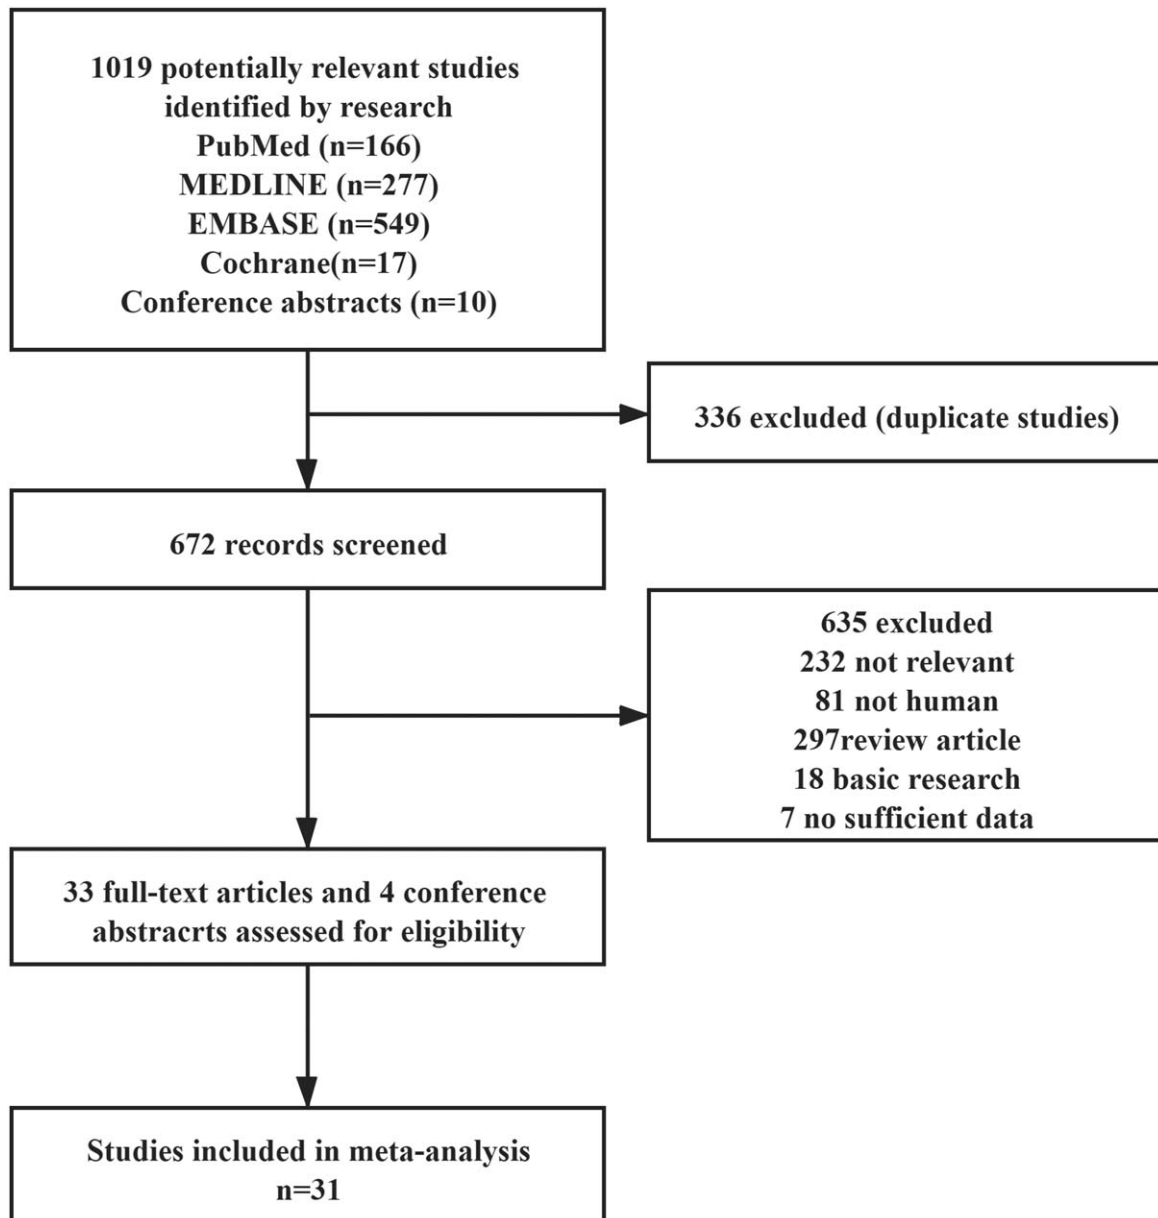 1019 potentially relevant studies
identified by research
PubMed (n=166)
MEDLINE (n=277)
EMBASE (n=549)
Cochrane(n=17)
Conference abstracts (n=10)
336 excluded (duplicate studies)
672 records screened
635 excluded
232 not relevant
81 not human
297review article
18 basic research
7 no sufficient data
33 full-text articles and 4 conference
abstracrts assessed for eligibility
Studies included in meta-analysis
n=31